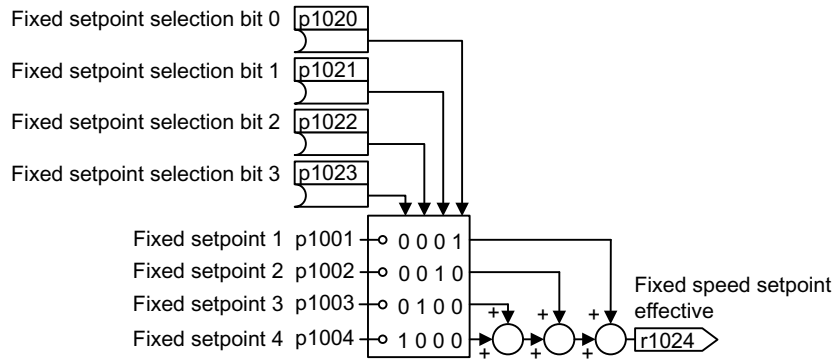 Fixed setpoint selection bit 0 p1020
Fixed setpoint selection bit 1 p1021
Fixed setpoint selection bit 2 p1022
Fixed setpoint selection bit 3 p1023
Fixed setpoint 1 p1001 0 0 0 1
Fixed setpoint 2 p1002 0 0 1 0
Fixed setpoint 3 p1003 0 1 0 0
Fixed setpoint 4 p1004 1 0 0 0
+ + +
+ + +
Fixed speed setpoint
effective
r1024